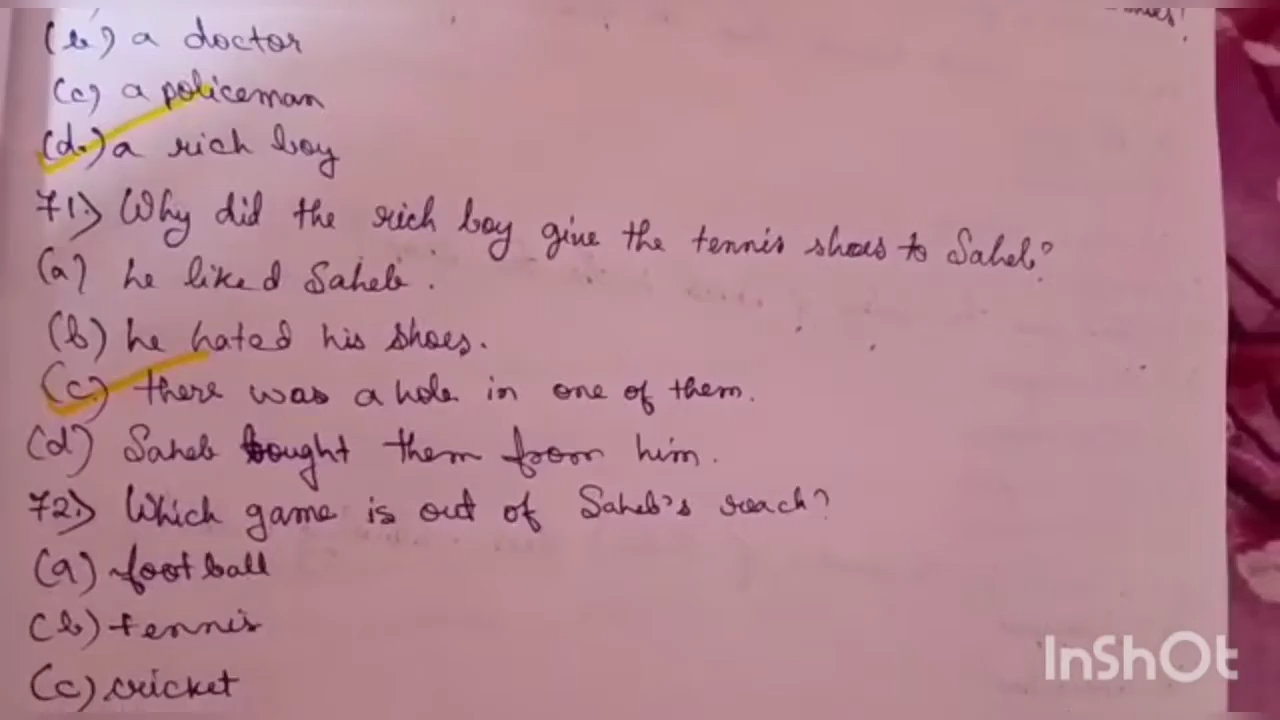 (b) a doctor
(c) a policeman
(d.) a rich boy
71.) Why did the rich boy give the tennis shoes to Saheb?
(a) he liked Saheb.
(b) he hated his shoes.
(c.) there was a hole in one of them.
(d) Saheb bought them from him.
72.) Which game is out of Saheb's reach?
(a) football
(b) tennis
(c) cricket
InShOt